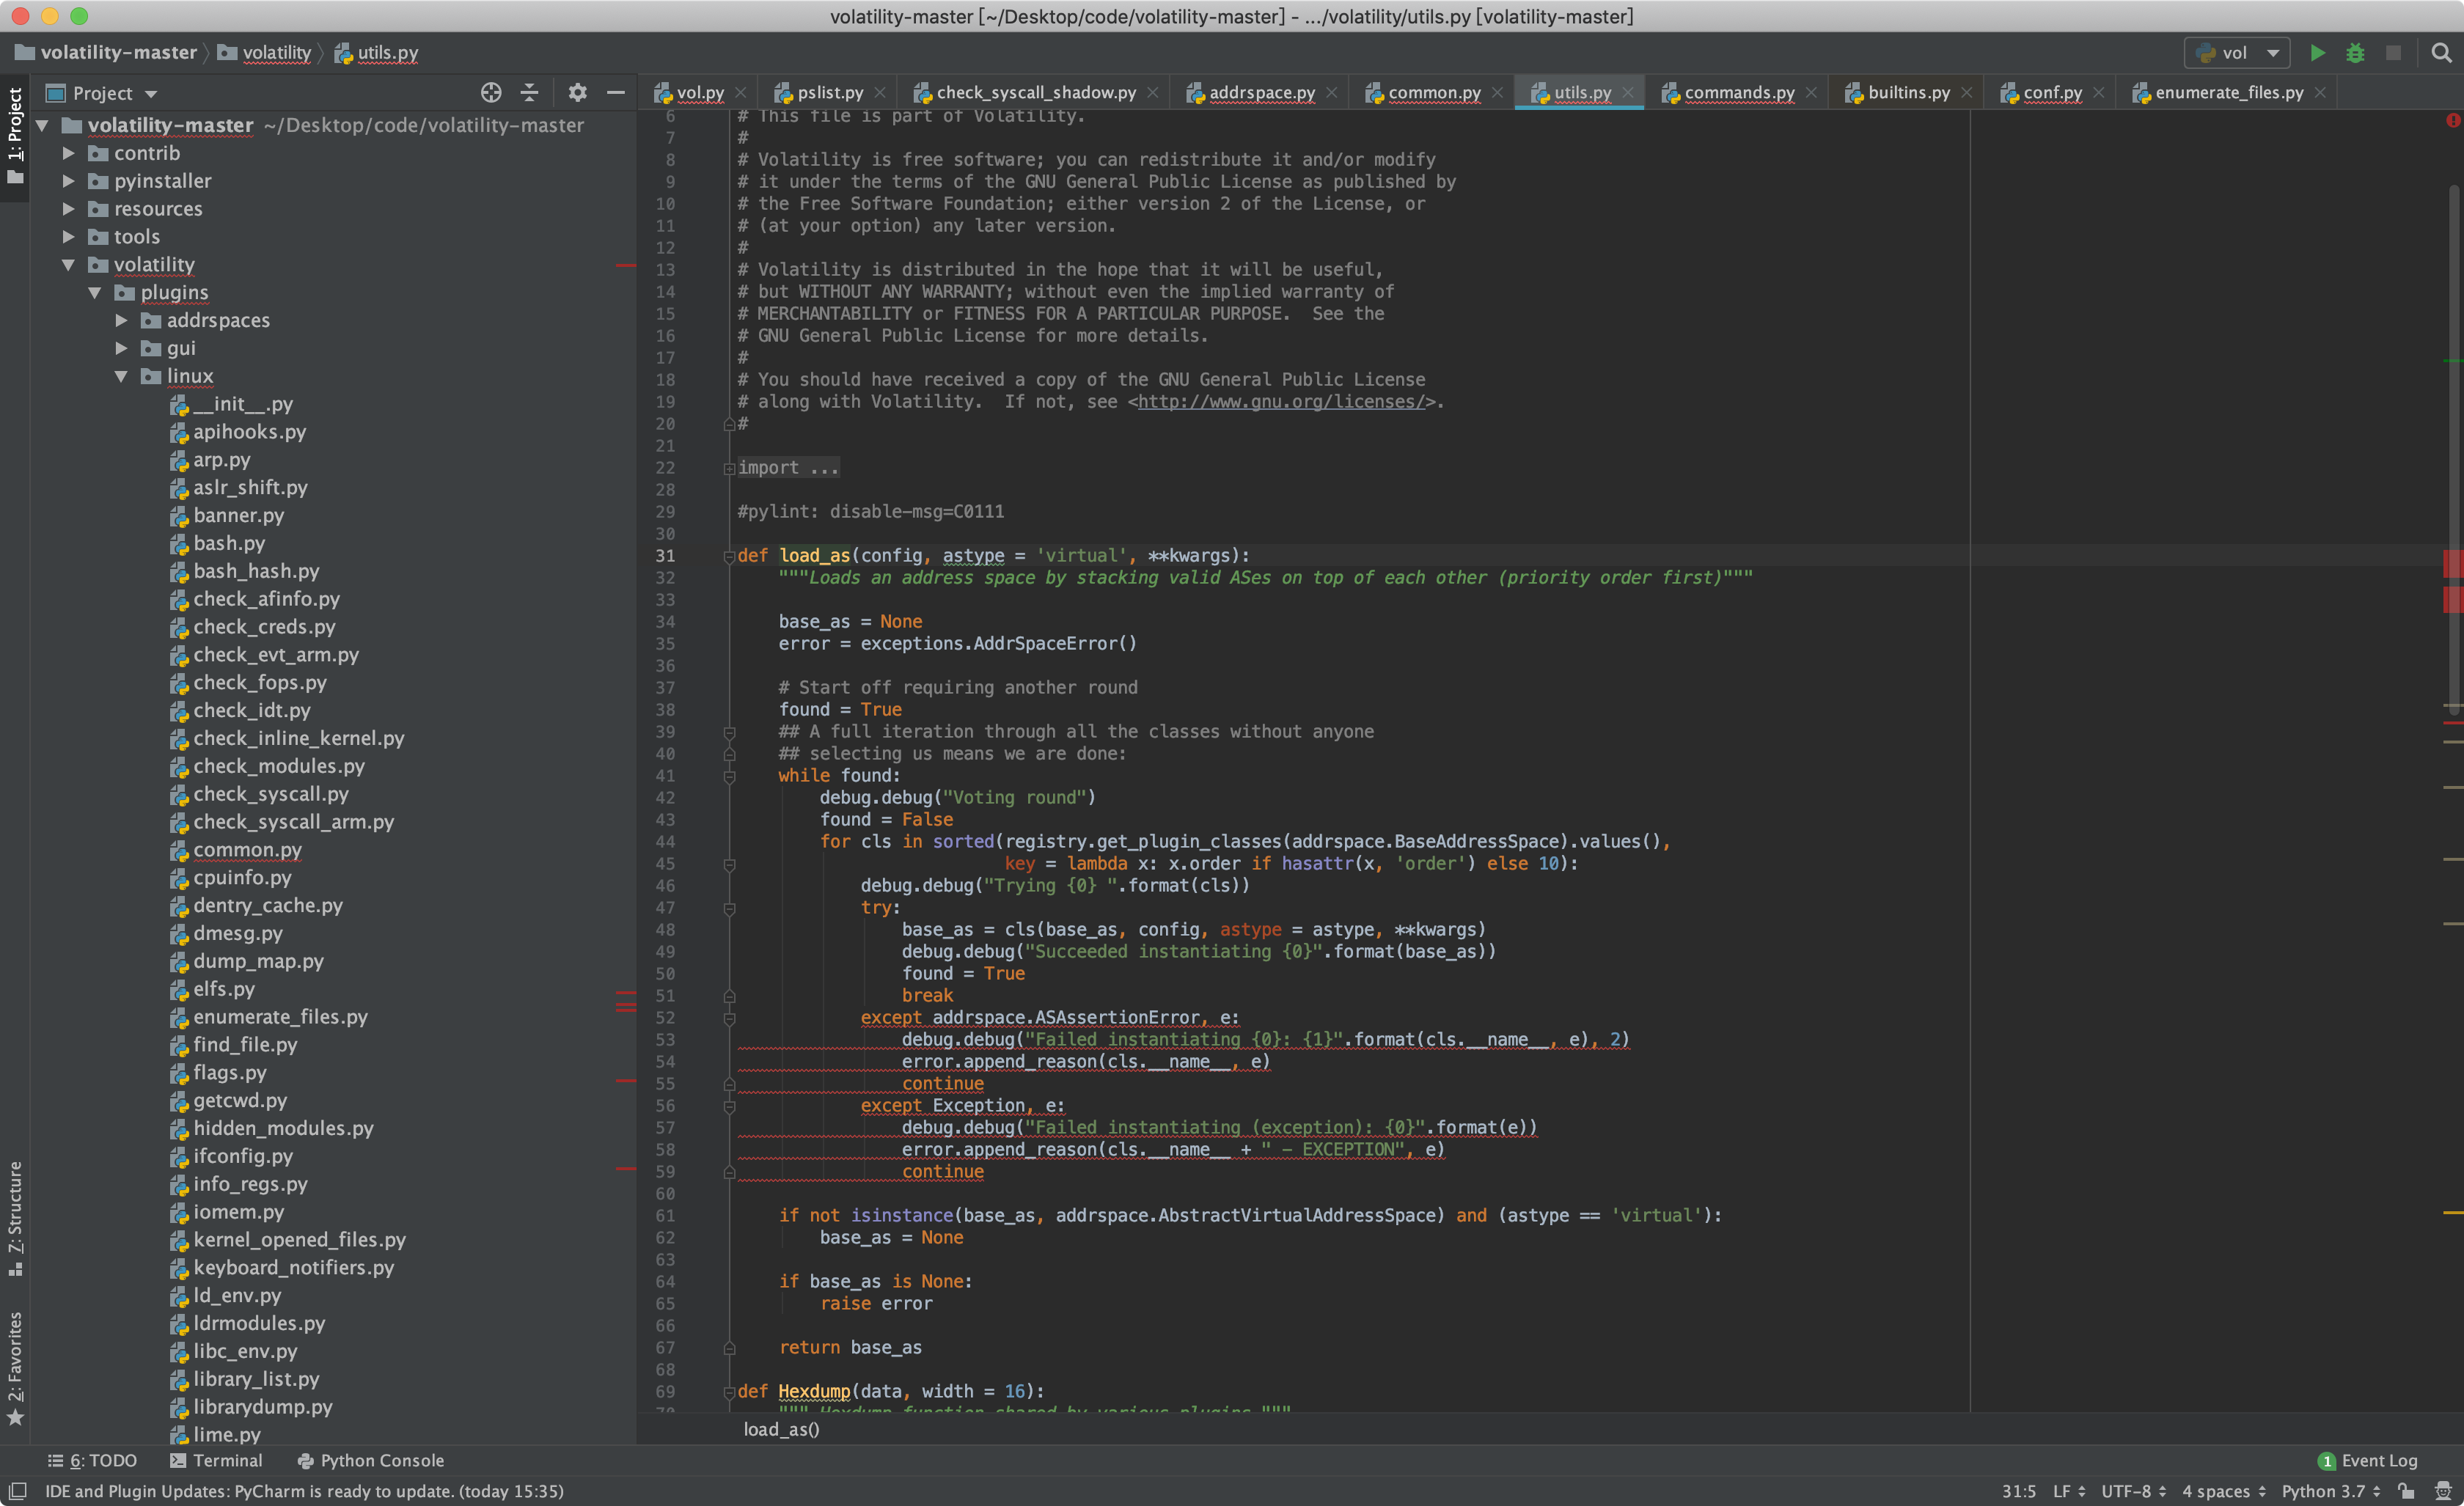 volatility-master [~/Desktop/code/volatility-master] - .../volatility/utils.py [volatility-master]
volatility-master volatility utils.py
vol
1: Project
7: Structure
2: Favorites
Project
volatility-master ~/Desktop/code/volatility-master
contrib
pyinstaller
resources
tools
volatility
plugins
addrspaces
gui
linux
__init__.py
apihooks.py
arp.py
aslr_shift.py
banner.py
bash.py
bash_hash.py
check_afinfo.py
check_creds.py
check_evt_arm.py
check_fops.py
check_idt.py
check_inline_kernel.py
check_modules.py
check_syscall.py
check_syscall_arm.py
common.py
cpuinfo.py
dentry_cache.py
dmesg.py
dump_map.py
elfs.py
enumerate_files.py
find_file.py
flags.py
getcwd.py
hidden_modules.py
ifconfig.py
info_regs.py
iomem.py
kernel_opened_files.py
keyboard_notifiers.py
ld_env.py
ldrmodules.py
libc_env.py
library_list.py
librarydump.py
lime.py
vol.py pslist.py check_syscall_shadow.py addrspace.py common.py utils.py commands.py builtins.py conf.py enumerate_files.py
6 # This file is part of Volatility.
7 #
8 # Volatility is free software; you can redistribute it and/or modify
9 # it under the terms of the GNU General Public License as published by
10 # the Free Software Foundation; either version 2 of the License, or
11 # (at your option) any later version.
12 #
13 # Volatility is distributed in the hope that it will be useful,
14 # but WITHOUT ANY WARRANTY; without even the implied warranty of
15 # MERCHANTABILITY or FITNESS FOR A PARTICULAR PURPOSE.  See the
16 # GNU General Public License for more details.
17 #
18 # You should have received a copy of the GNU General Public License
19 # along with Volatility.  If not, see <http://www.gnu.org/licenses/>.
20 #
21
22 import ...
28
29 #pylint: disable-msg=C0111
30
31 def load_as(config, astype = 'virtual', **kwargs):
32     """Loads an address space by stacking valid ASes on top of each other (priority order first)"""
33
34     base_as = None
35     error = exceptions.AddrSpaceError()
36
37     # Start off requiring another round
38     found = True
39     ## A full iteration through all the classes without anyone
40     ## selecting us means we are done:
41     while found:
42         debug.debug("Voting round")
43         found = False
44         for cls in sorted(registry.get_plugin_classes(addrspace.BaseAddressSpace).values(),
45                           key = lambda x: x.order if hasattr(x, 'order') else 10):
46             debug.debug("Trying {0} ".format(cls))
47             try:
48                 base_as = cls(base_as, config, astype = astype, **kwargs)
49                 debug.debug("Succeeded instantiating {0}".format(base_as))
50                 found = True
51                 break
52             except addrspace.ASAssertionError, e:
53                 debug.debug("Failed instantiating {0}: {1}".format(cls.__name__, e), 2)
54                 error.append_reason(cls.__name__, e)
55                 continue
56             except Exception, e:
57                 debug.debug("Failed instantiating (exception): {0}".format(e))
58                 error.append_reason(cls.__name__ + " - EXCEPTION", e)
59                 continue
60
61     if not isinstance(base_as, addrspace.AbstractVirtualAddressSpace) and (astype == 'virtual'):
62         base_as = None
63
64     if base_as is None:
65         raise error
66
67     return base_as
68
69 def Hexdump(data, width = 16):
70     """ Hexdump function shared by various plugins """
load_as()
6: TODO Terminal Python Console
1 Event Log
IDE and Plugin Updates: PyCharm is ready to update. (today 15:35)
31:5 LF UTF-8 4 spaces Python 3.7